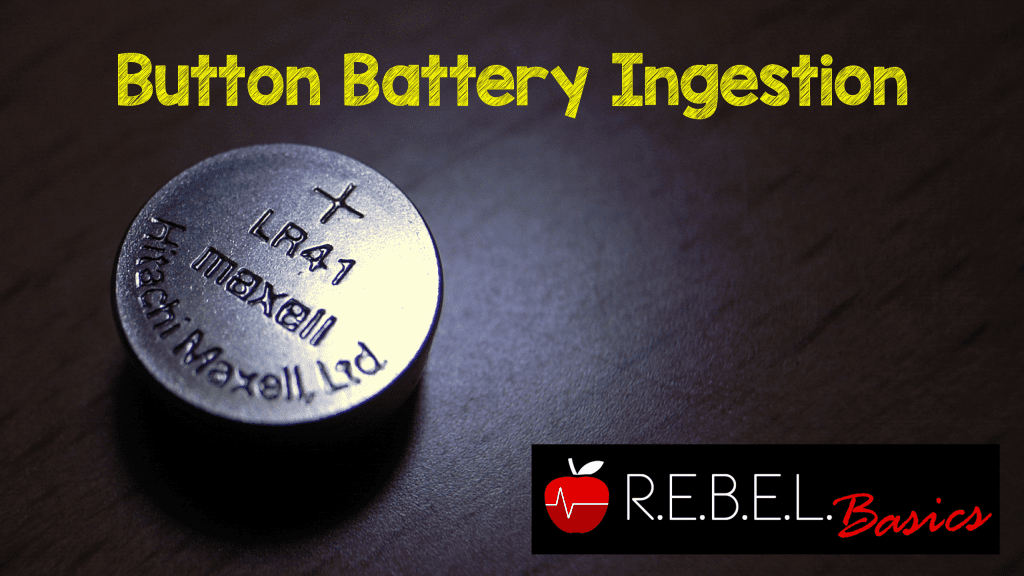 Button Battery Ingestion
+
LR41
maxell
Hitachi Maxell, Ltd
R.E.B.E.L. Basics